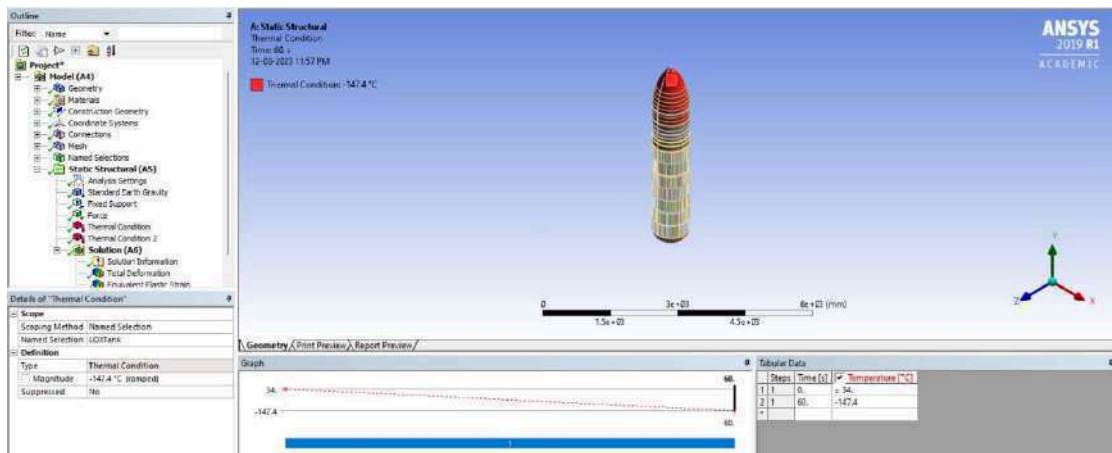 Outline
Filter: Name
Project*
Model (A4)
Geometry
Materials
Construction Geometry
Coordinate Systems
Connections
Mesh
Named Selections
Static Structural (A5)
Analysis Settings
Standard Earth Gravity
Fixed Support
Force
Thermal Condition
Thermal Condition 2
Solution (A6)
Solution Information
Total Deformation
Equivalent Elastic Strain
Details of "Thermal Condition"
Scope
Scoping Method Named Selection
Named Selection LOXTank
Definition
Type Thermal Condition
Magnitude -147.4 °C (ramped)
Suppressed No
A: Static Structural
Thermal Condition
Time: 60. s
11:57 PM
Thermal Condition: -147.4 °C
ANSYS
2019 R1
ACADEMIC
Y
Z
X
0 3e+03 6e+03 (mm)
1.5e+03 4.5e+03
Geometry Print Preview Report Preview
Graph
60.
34.
-147.4
60.
1
Tabular Data
Steps Time [s] Temperature [°C]
1 1 0. = 34.
2 1 60. -147.4
*